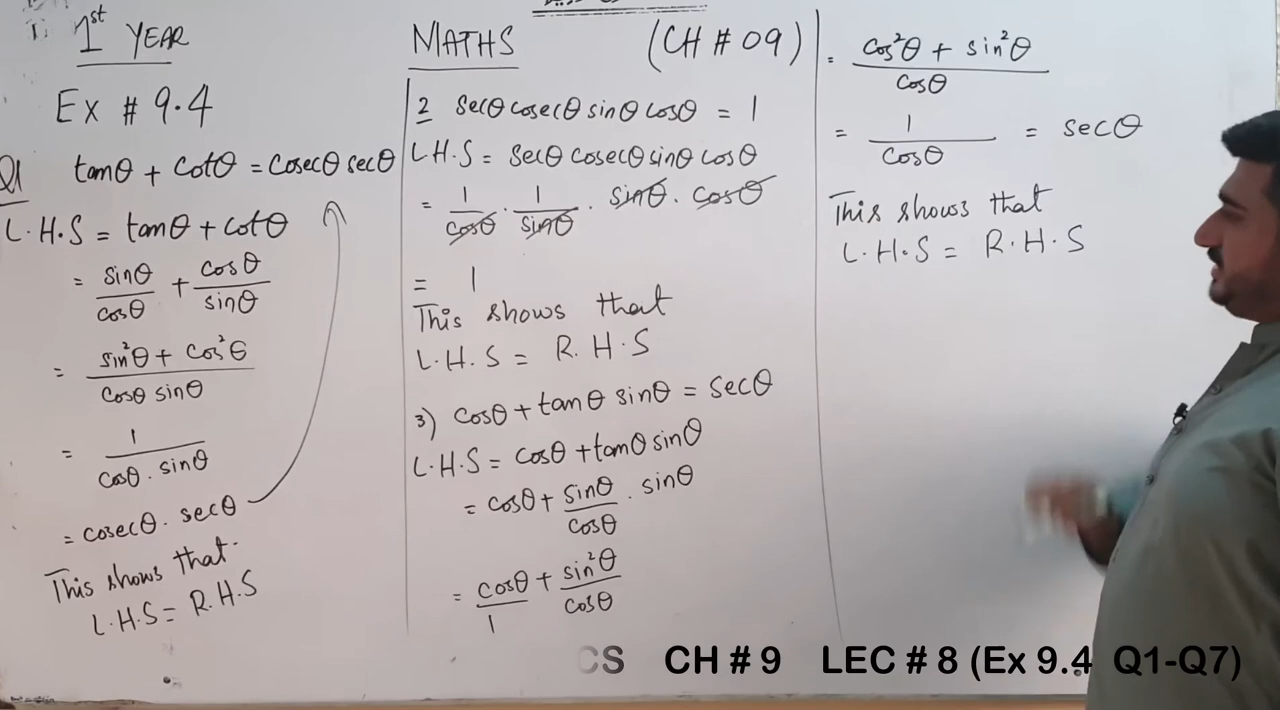 1st YEAR
MATHS
(CH # 09)
Ex # 9.4
Q1 tanθ + cotθ = cosecθ secθ
L.H.S = tanθ + cotθ
= sinθ/cosθ + cosθ/sinθ
= sin²θ + cos²θ / cosθ sinθ
= 1 / cosθ . sinθ
= cosecθ . secθ
This shows that.
L.H.S = R.H.S
2 secθ cosecθ sinθ cosθ = 1
L.H.S = secθ cosecθ sinθ cosθ
= 1/cosθ . 1/sinθ . sinθ . cosθ
= 1
This shows that
L.H.S = R.H.S
3) cosθ + tanθ sinθ = secθ
L.H.S = cosθ + tanθ sinθ
= cosθ + sinθ/cosθ . sinθ
= cosθ/1 + sin²θ/cosθ
= cos²θ + sin²θ / cosθ
= 1/cosθ = secθ
This shows that
L.H.S = R.H.S
CS CH # 9 LEC # 8 (Ex 9.4 Q1-Q7)